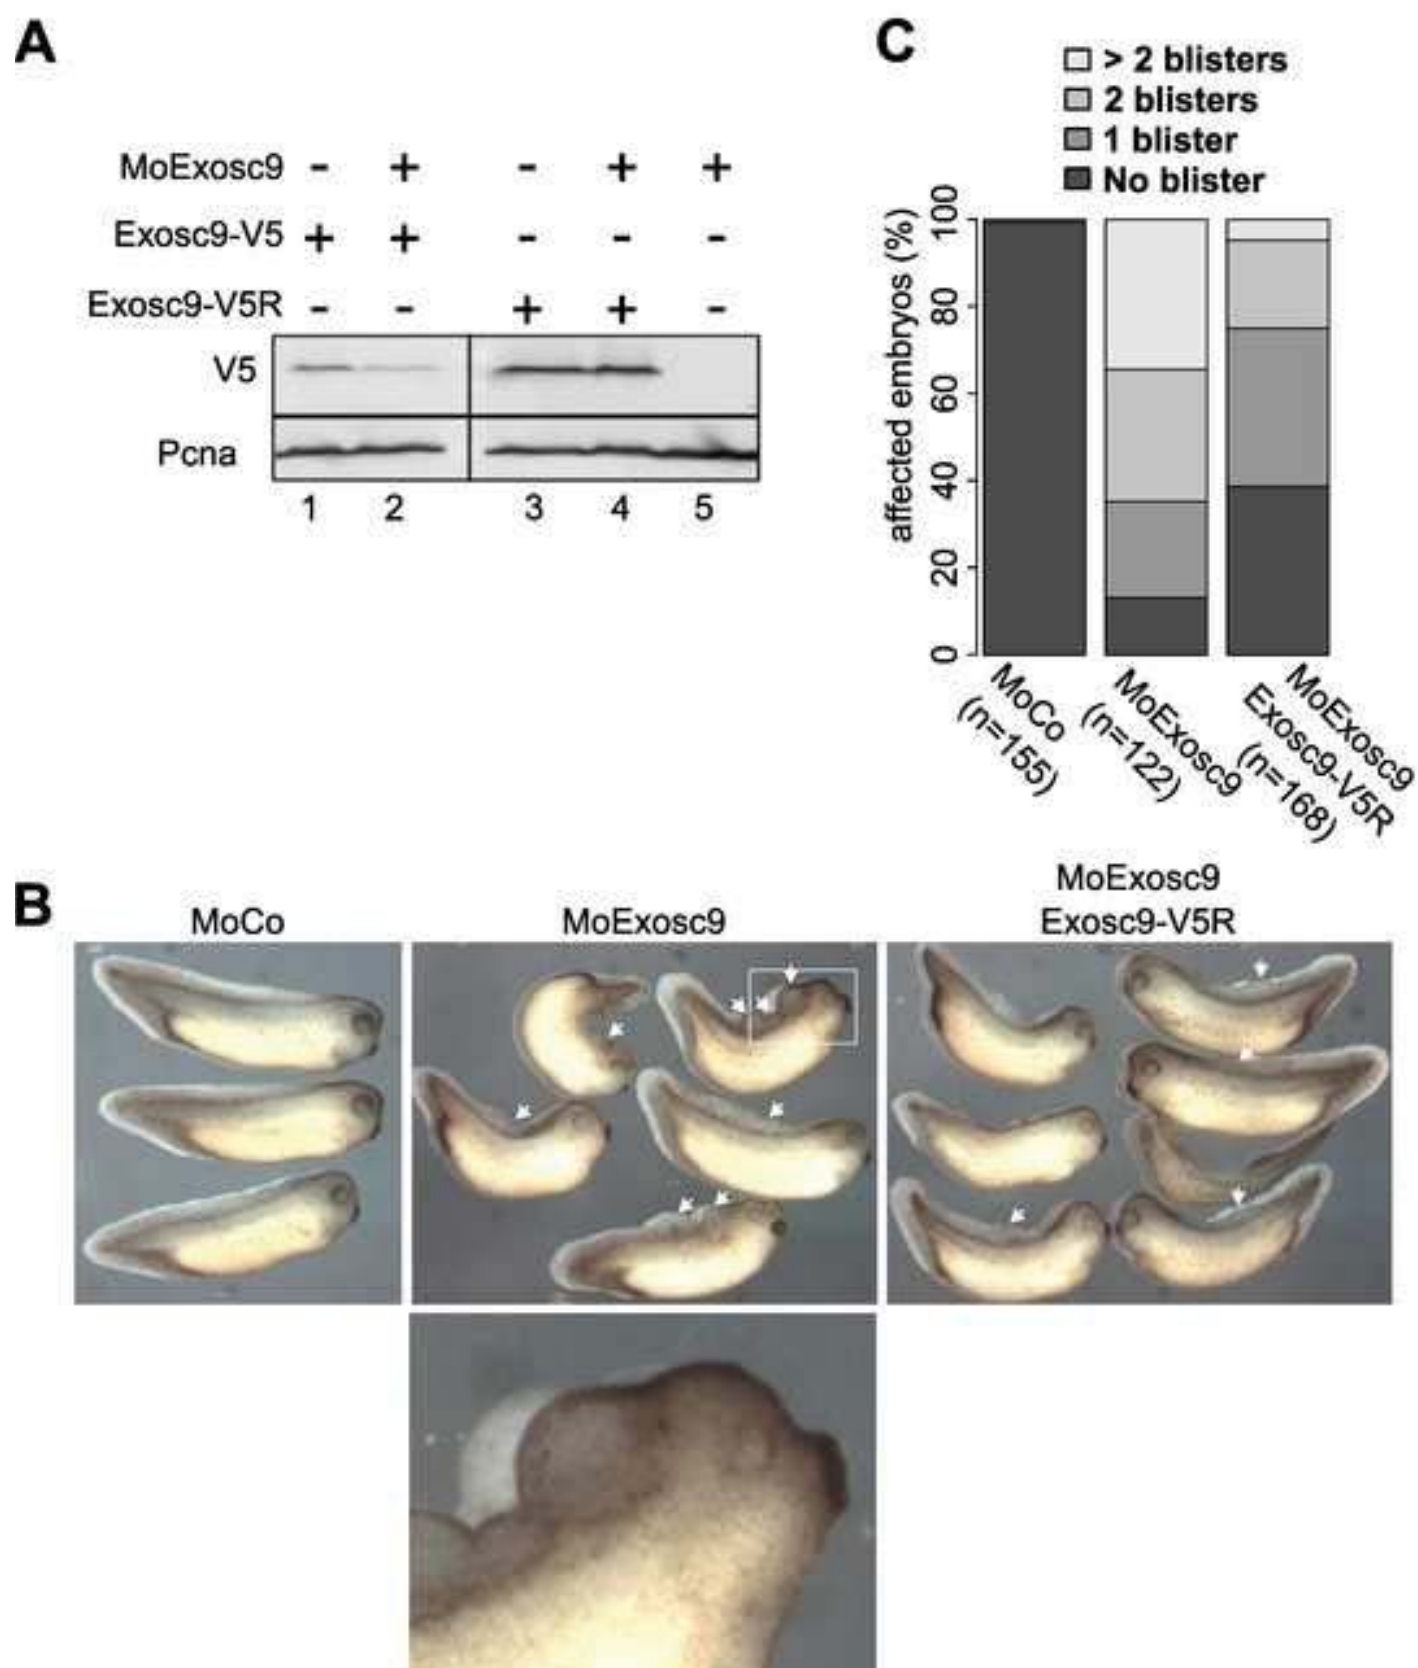 A
MoExosc9 - + - + +
Exosc9-V5 + + - - -
Exosc9-V5R - - + + -
V5
Pcna
1 2 3 4 5
C
> 2 blisters
2 blisters
1 blister
No blister
affected embryos (%)
100
80
60
40
20
0
MoCo
(n=155)
MoExosc9
(n=122)
MoExosc9
Exosc9-V5R
(n=168)
B
MoCo
MoExosc9
MoExosc9
Exosc9-V5R